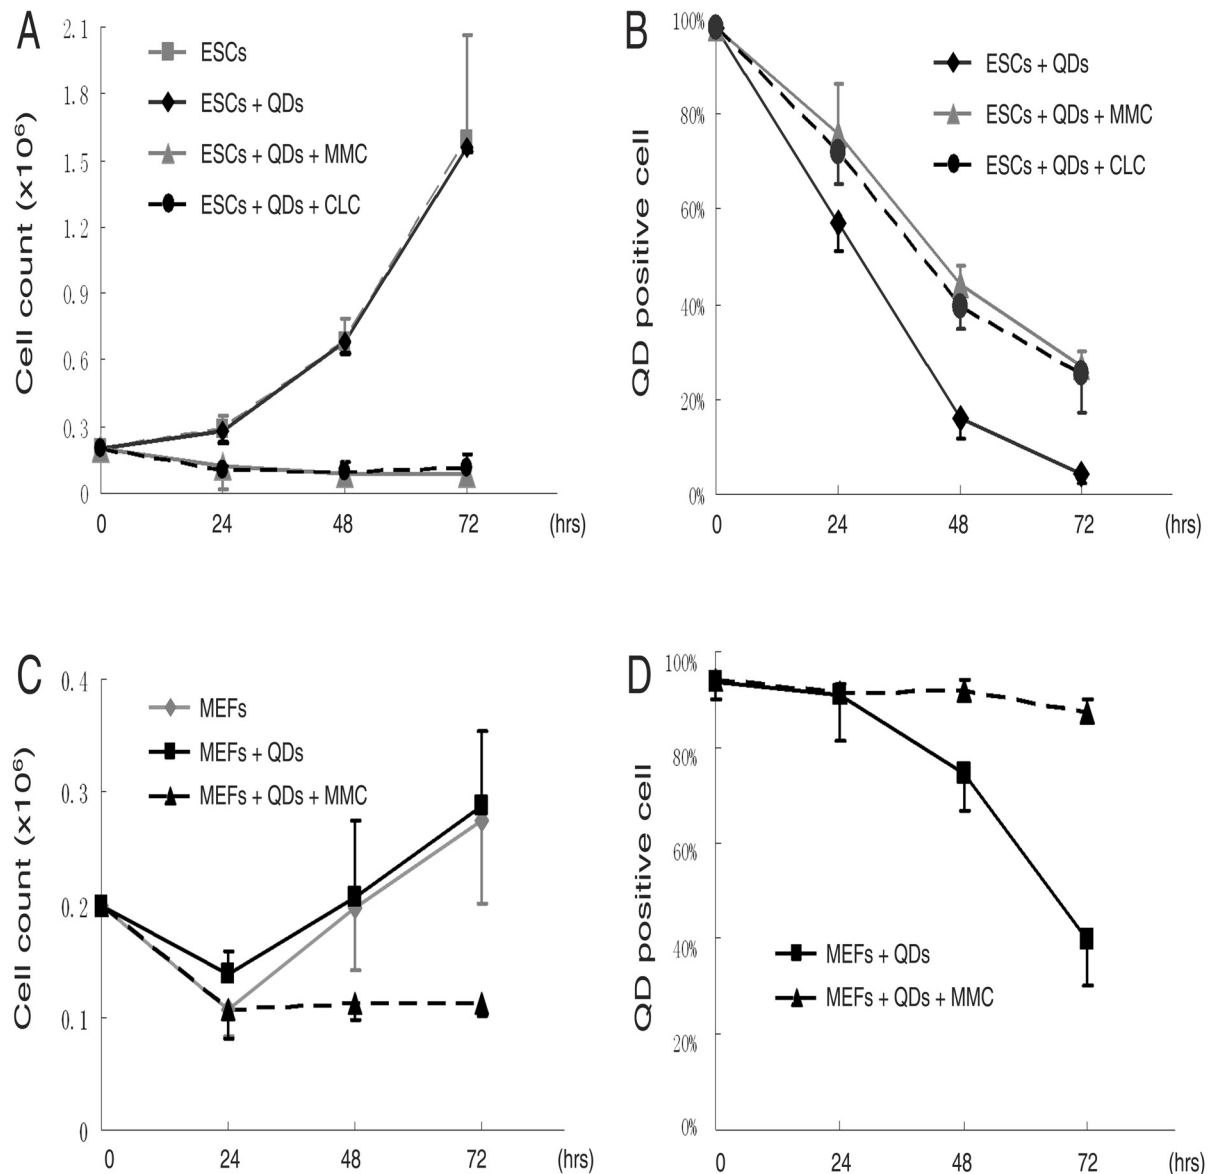 A
Cell count (x10⁶)
2.1
1.8
1.5
1.2
0.9
0.6
0.3
0
ESCs
ESCs + QDs
ESCs + QDs + MMC
ESCs + QDs + CLC
0 24 48 72 (hrs)
B
QD positive cell
100%
80%
60%
40%
20%
0%
ESCs + QDs
ESCs + QDs + MMC
ESCs + QDs + CLC
0 24 48 72 (hrs)
C
Cell count (x10⁶)
0.4
0.3
0.2
0.1
0
MEFs
MEFs + QDs
MEFs + QDs + MMC
0 24 48 72 (hrs)
D
QD positive cell
100%
80%
60%
40%
20%
0%
MEFs + QDs
MEFs + QDs + MMC
0 24 48 72 (hrs)